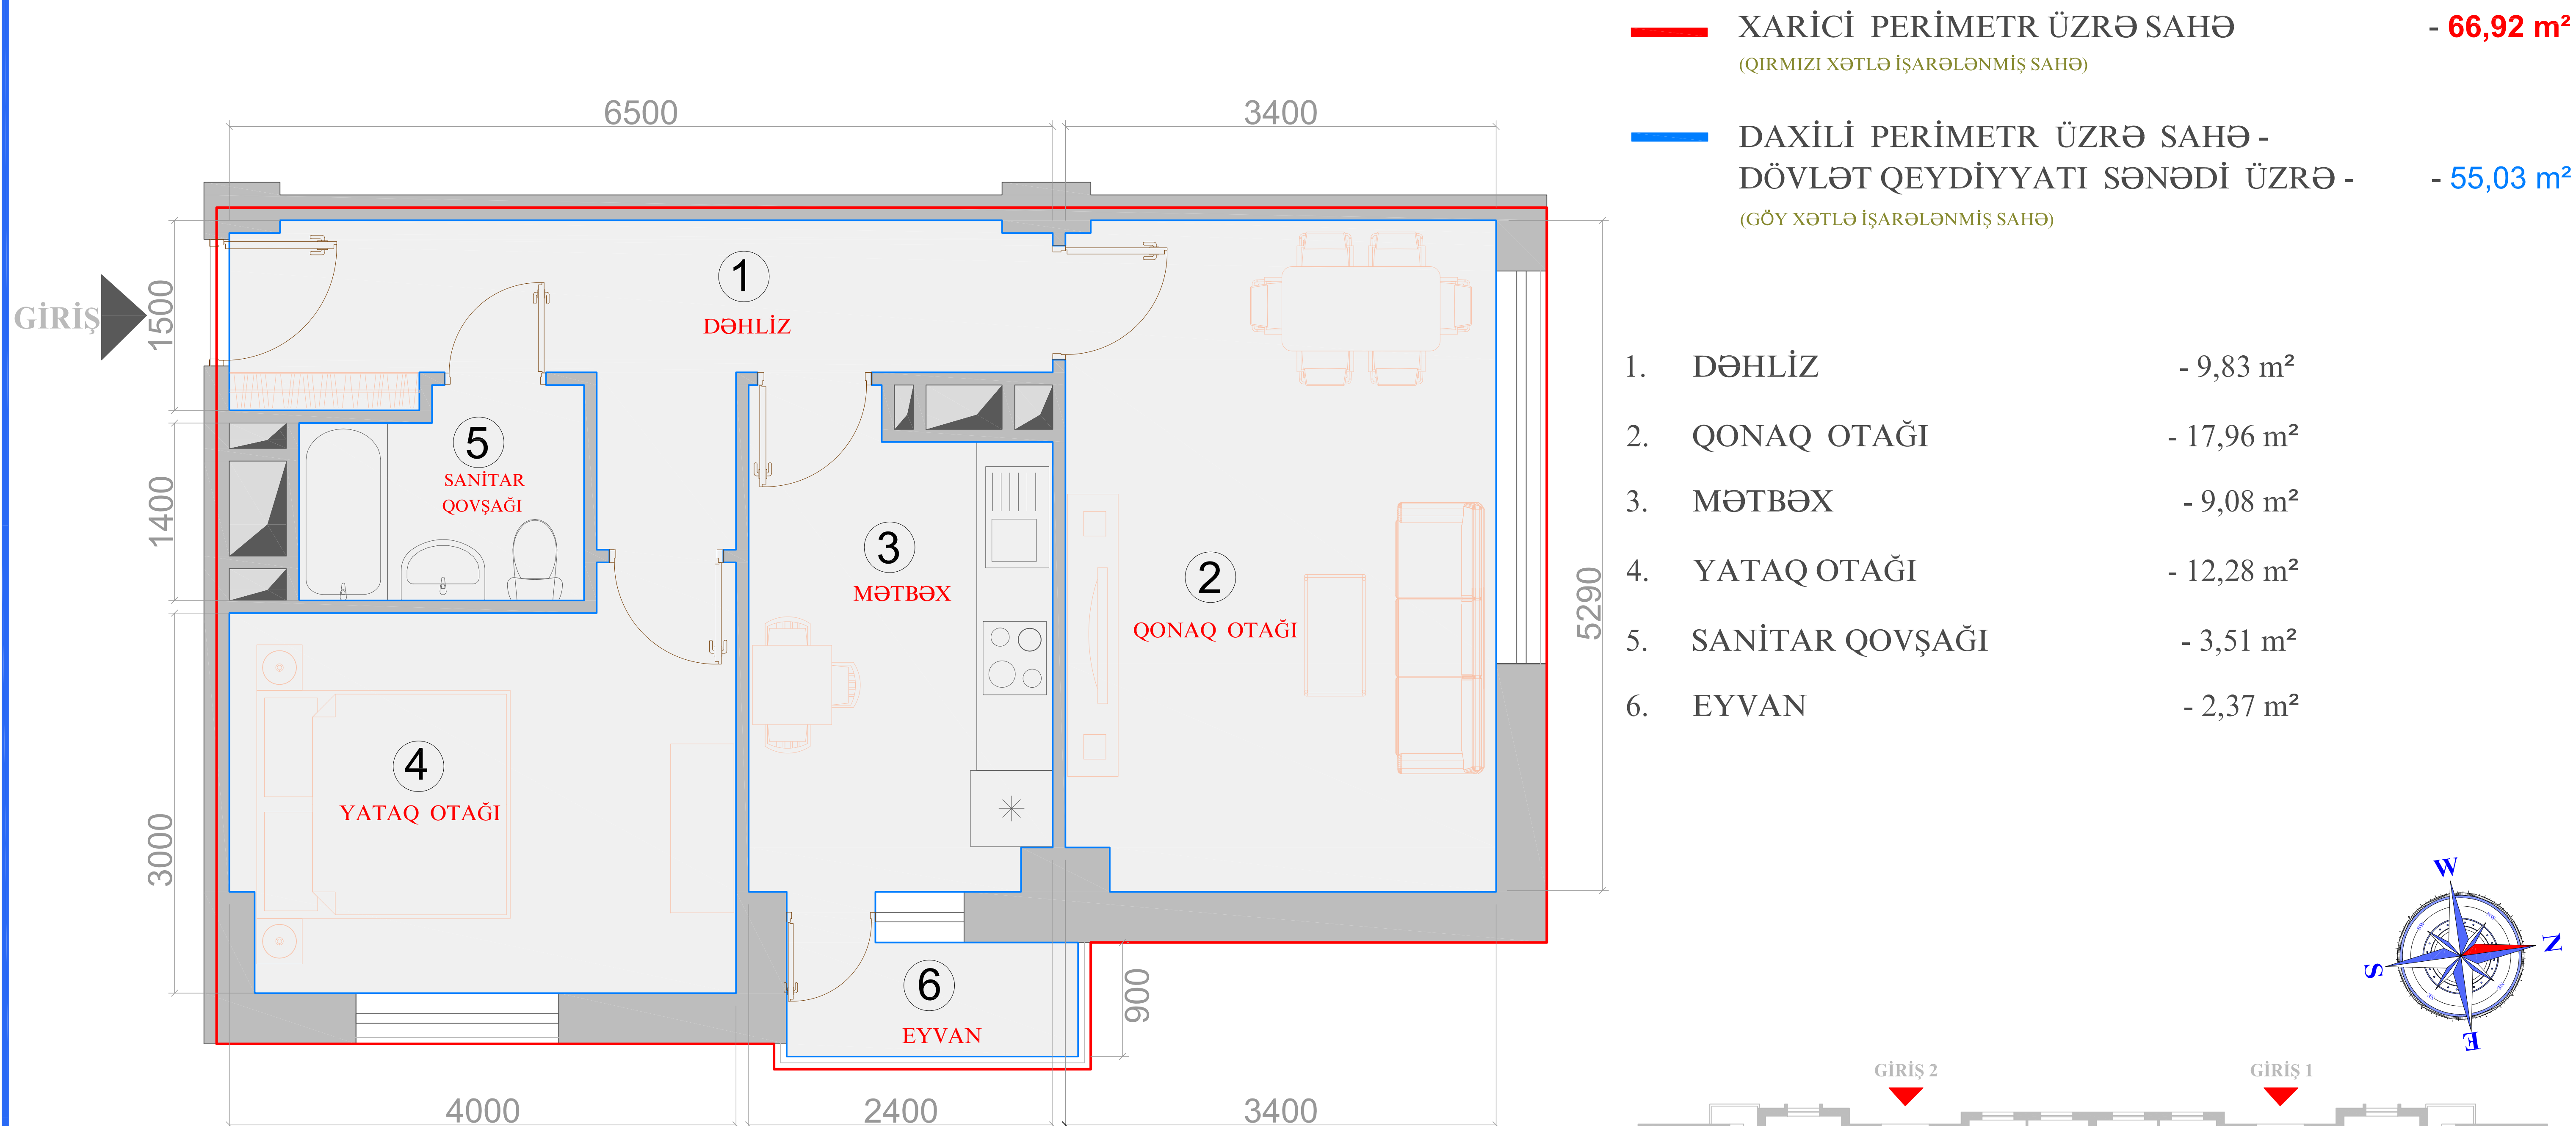 XARİCİ PERİMETR ÜZRƏ SAHƏ - 66,92 m²
(QIRMIZI XƏTLƏ İŞARƏLƏNMİŞ SAHƏ)
DAXİLİ PERİMETR ÜZRƏ SAHƏ -
DÖVLƏT QEYDİYYATI SƏNƏDİ ÜZRƏ - - 55,03 m²
(GÖY XƏTLƏ İŞARƏLƏNMİŞ SAHƏ)
6500
3400
GİRİŞ
1500
1400
3000
1
DƏHLİZ
5
SANİTAR
QOVŞAĞI
3
MƏTBƏX
2
QONAQ OTAĞI
4
YATAQ OTAĞI
6
EYVAN
5290
900
4000
2400
3400
1. DƏHLİZ - 9,83 m²
2. QONAQ OTAĞI - 17,96 m²
3. MƏTBƏX - 9,08 m²
4. YATAQ OTAĞI - 12,28 m²
5. SANİTAR QOVŞAĞI - 3,51 m²
6. EYVAN - 2,37 m²
W
N
S
E
GİRİŞ 2
GİRİŞ 1